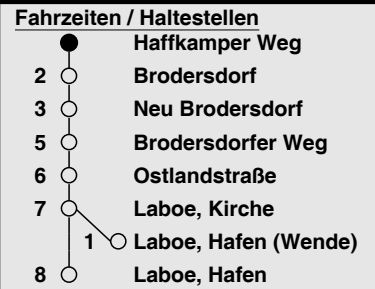 Fahrzeiten / Haltestellen
Haffkamper Weg
2 Brodersdorf
3 Neu Brodersdorf
5 Brodersdorfer Weg
6 Ostlandstraße
7 Laboe, Kirche
1 Laboe, Hafen (Wende)
8 Laboe, Hafen